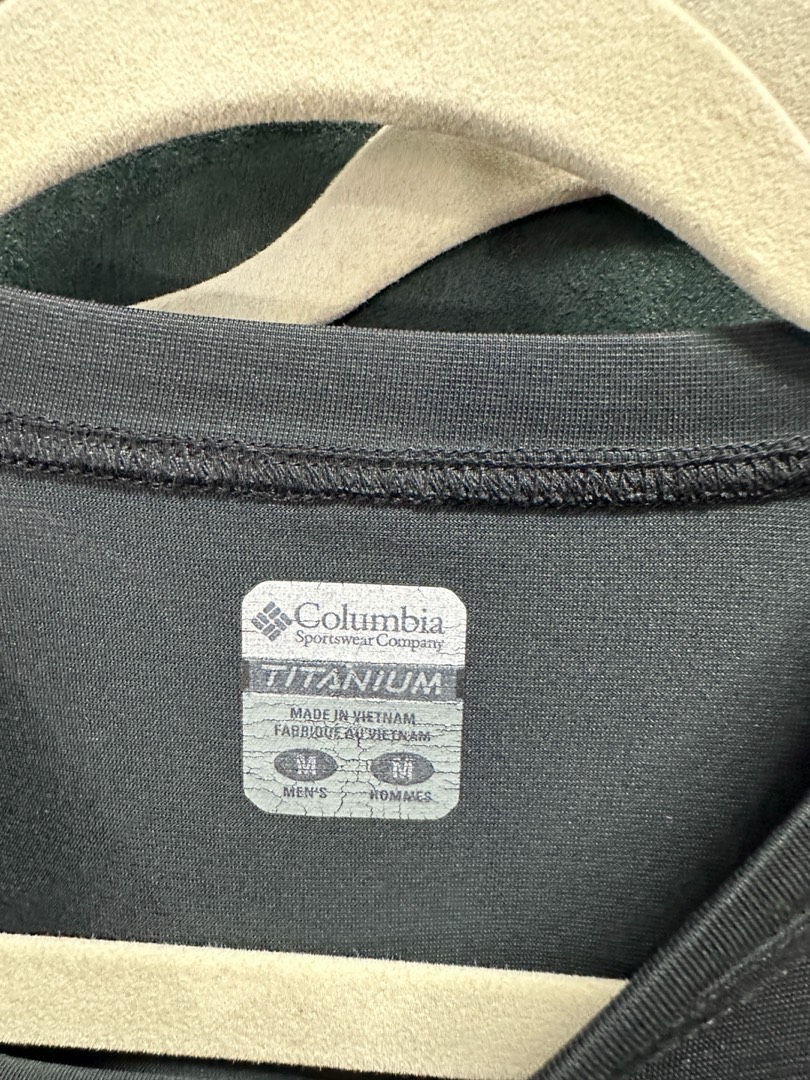 Columbia
Sportswear Company
TITANIUM
MADE IN VIETNAM
FABRIQUÉ AU VIETNAM
M M
MEN'S HOMMES